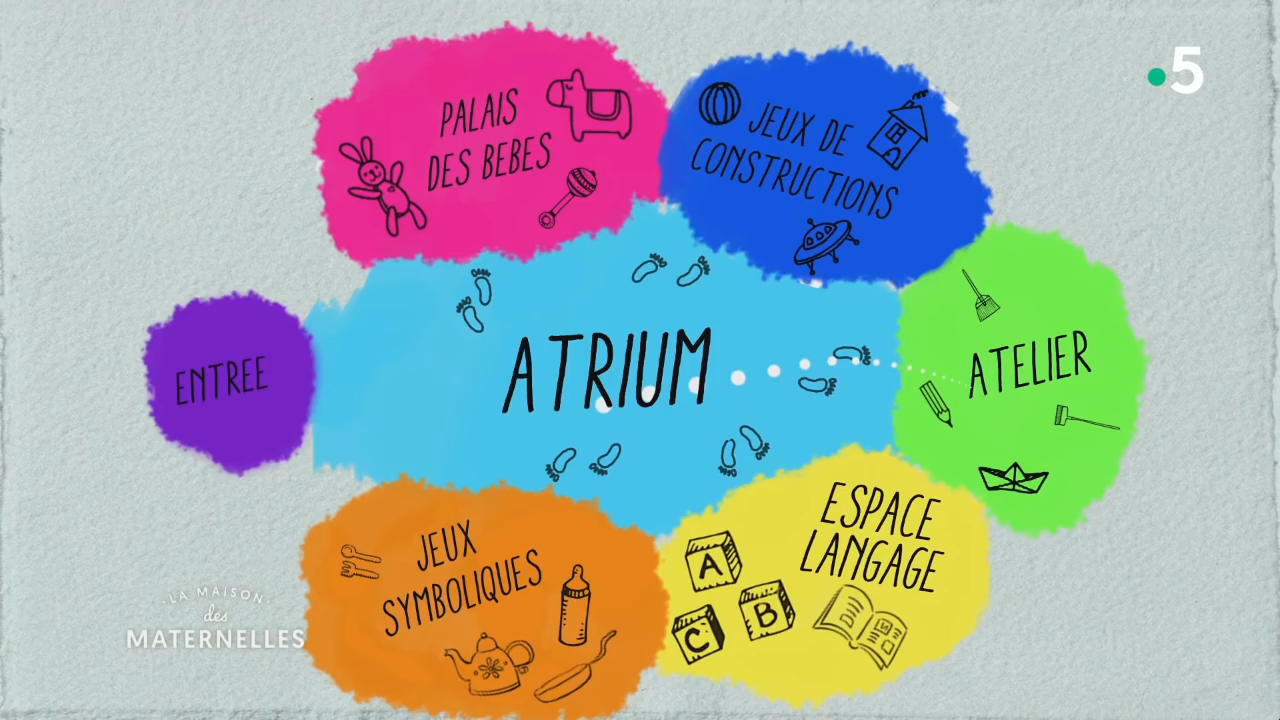 PALAIS
DES BEBES
JEUX DE
CONSTRUCTIONS
5
ENTREE
ATRIUM
ATELIER
JEUX
SYMBOLIQUES
ESPACE
LANGAGE
A
B
C
·LA MAISON·
des
MATERNELLES